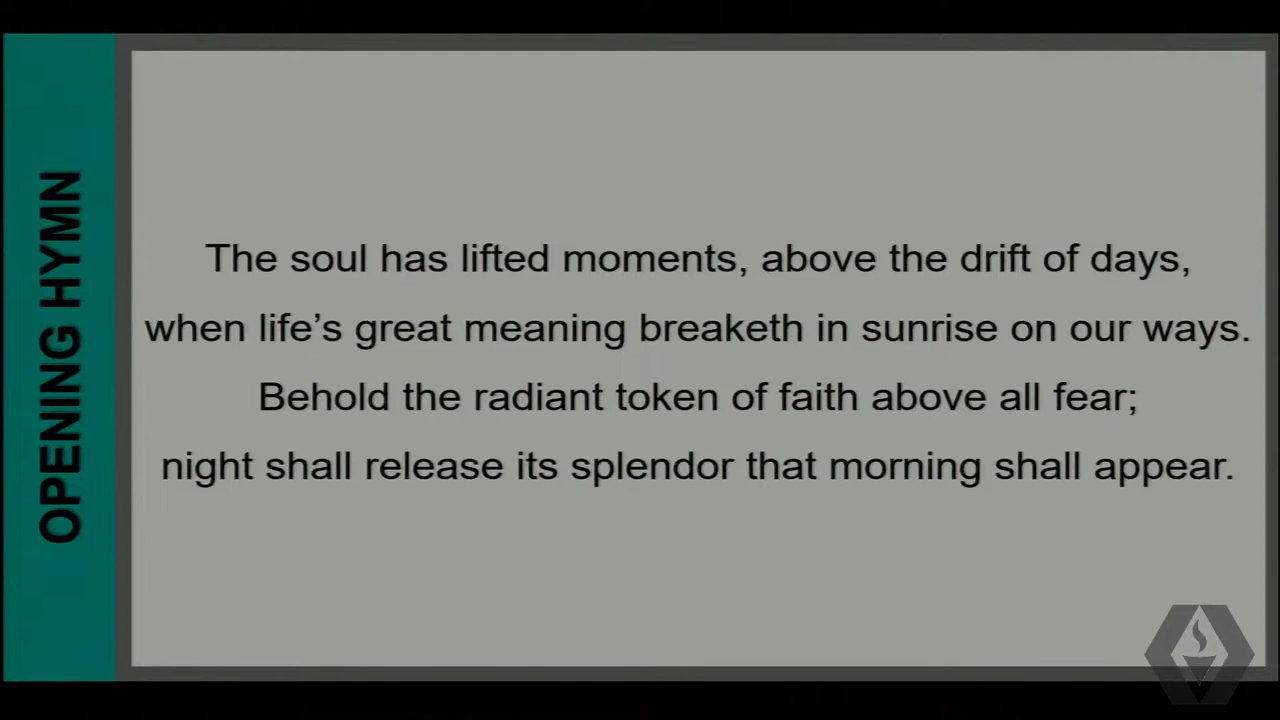 OPENING HYMN
The soul has lifted moments, above the drift of days,
when life’s great meaning breaketh in sunrise on our ways.
Behold the radiant token of faith above all fear;
night shall release its splendor that morning shall appear.